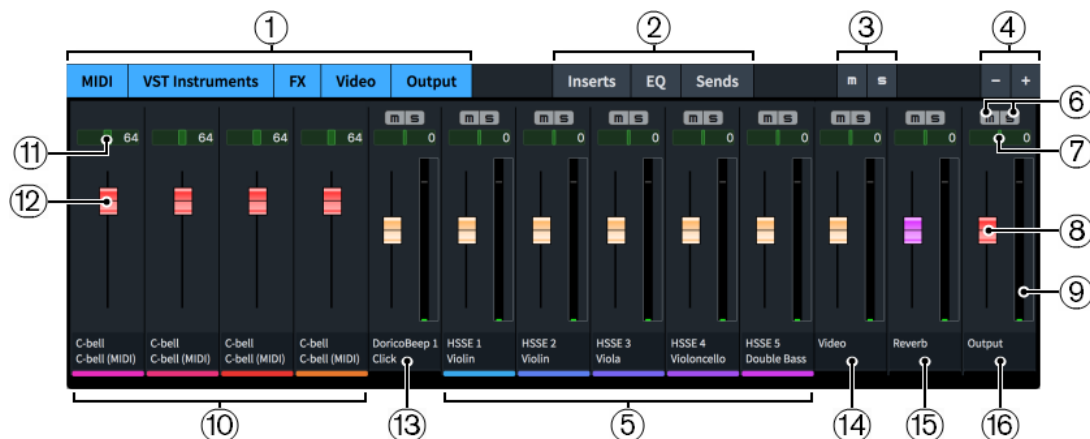 ① ② ③ ④
MIDI VST Instruments FX Video Output Inserts EQ Sends m s − +
m s m s m s m s m s m s m s m s ⑥
⑪ 64 64 64 64 0 0 0 0 0 0 0 0 ⑦
⑫
⑧
⑨
C-bell C-bell C-bell C-bell DoricoBeep 1 HSSE 1 HSSE 2 HSSE 3 HSSE 4 HSSE 5 Video Reverb Output
C-bell (MIDI) C-bell (MIDI) C-bell (MIDI) C-bell (MIDI) Click Violin Violin Viola Violoncello Double Bass
⑩ ⑬ ⑤ ⑭ ⑮ ⑯